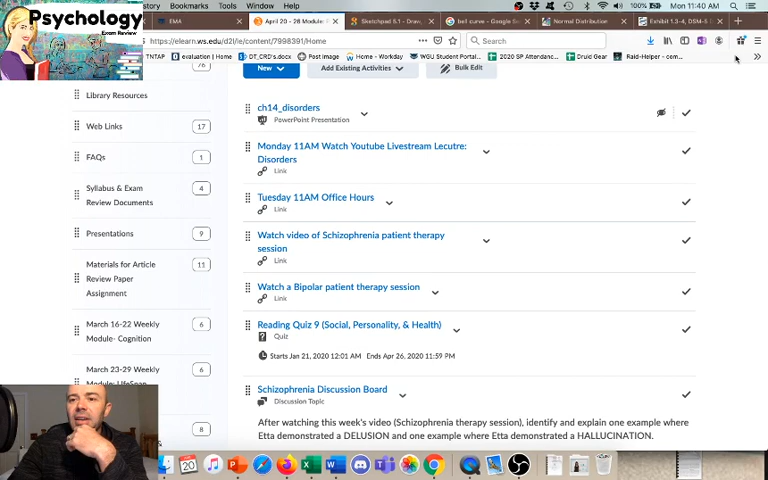 story Bookmarks Tools Window Help 100% Mon 11:40 AM
Psychology
Exam Review
EMA
April 20 - 28 Module:
Sketchpad 5.1 - Draw,
bell curve - Google Se
Normal Distribution
Exhibit 1.3-4, DSM-5
https://elearn.ws.edu/d2l/le/content/7998391/Home
Search
TNTAP
evaluation | Home
DT_CRD's.docx
Post Image
Home - Workday
WGU Student Portal...
2020 SP Attendanc...
Druid Gear
Raid-Helper - com...
76
Library Resources
Web Links 17
FAQs 1
Syllabus & Exam
Review Documents
4
Presentations 9
Materials for Article
Review Paper
Assignment
11
March 16-22 Weekly
Module- Cognition
6
March 23-29 Weekly
Module- LifeSpan
6
8
New
Add Existing Activities
Bulk Edit
ch14_disorders
PowerPoint Presentation
Monday 11AM Watch Youtube Livestream Lecutre:
Disorders
Link
Tuesday 11AM Office Hours
Link
Watch video of Schizophrenia patient therapy
session
Link
Watch a Bipolar patient therapy session
Link
Reading Quiz 9 (Social, Personality, & Health)
Quiz
Starts Jan 21, 2020 12:01 AM Ends Apr 26, 2020 11:59 PM
Schizophrenia Discussion Board
Discussion Topic
After watching this week's video (Schizophrenia therapy session), identify and explain one example where
Etta demonstrated a DELUSION and one example where Etta demonstrated a HALLUCINATION.